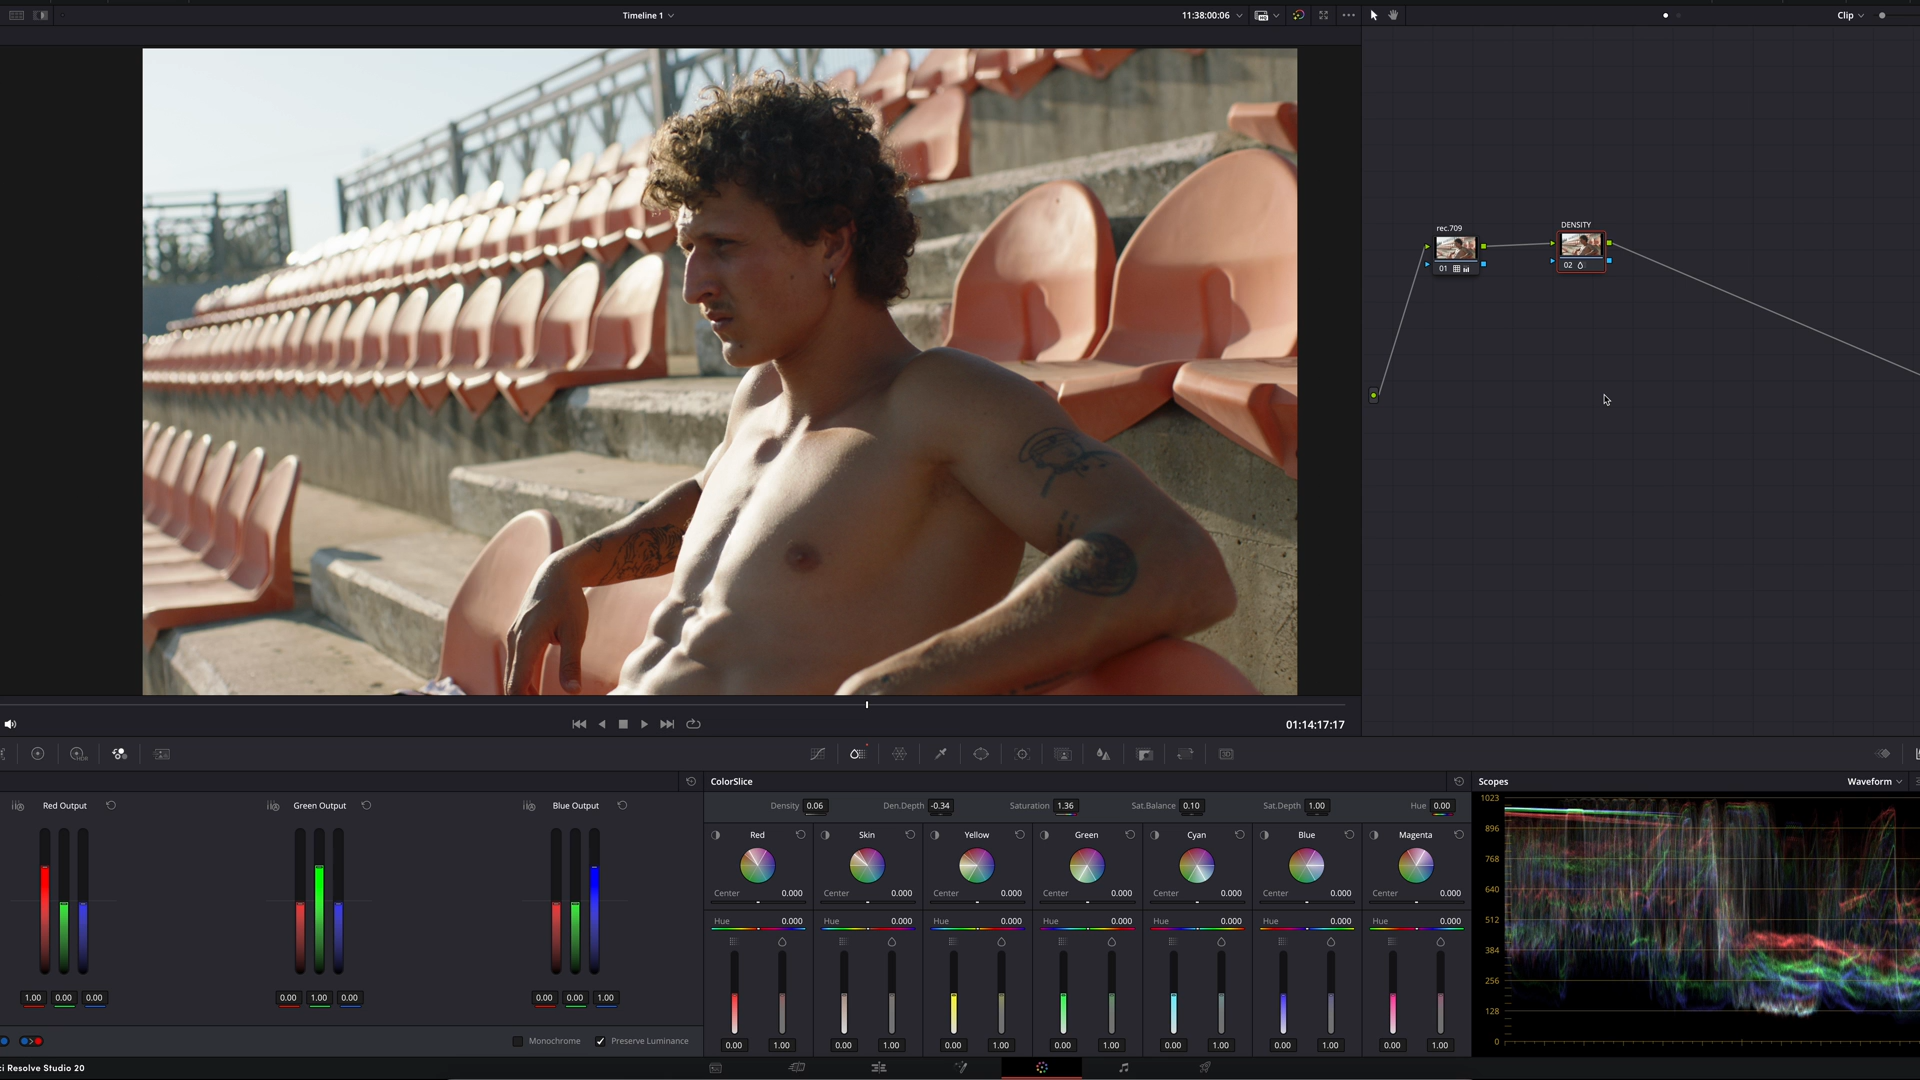 Timeline 1
11:38:00:06
Clip
rec.709
01
DENSITY
02
01:14:17:17
ColorSlice
Scopes
Waveform
Red Output
Green Output
Blue Output
Density 0.06
Den.Depth -0.34
Saturation 1.36
Sat.Balance 0.10
Sat.Depth 1.00
Hue 0.00
Red Skin Yellow Green Cyan Blue Magenta
Center 0.000 Center 0.000 Center 0.000 Center 0.000 Center 0.000 Center 0.000 Center 0.000
Hue 0.000 Hue 0.000 Hue 0.000 Hue 0.000 Hue 0.000 Hue 0.000 Hue 0.000
1.00 0.00 0.00
0.00 1.00 0.00
0.00 0.00 1.00
0.00 1.00 0.00 1.00 0.00 1.00 0.00 1.00 0.00 1.00 0.00 1.00 0.00 1.00
1023
896
768
640
512
384
256
128
0
Monochrome
Preserve Luminance
ci Resolve Studio 20